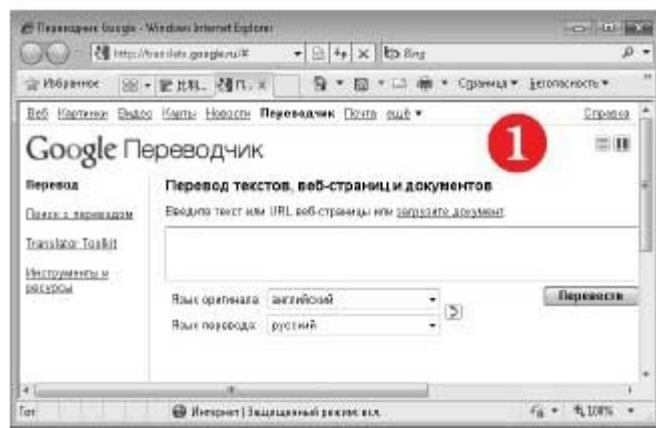 Переводчик Google - Windows Internet Explorer
http://translate.google.ru/#
Bing
Избранное
Страница Безопасность
Веб Картинки Видео Карты Новости Переводчик Почта ещё ▾ Справка
1
Google Переводчик
Перевод
Перевод текстов, веб-страниц и документов
Поиск с переводом
Введите текст или URL веб-страницы или загрузите документ.
Translator Toolkit
Инструменты и
ресурсы
Язык оригинала: английский
Перевести
Язык перевода: русский
Интернет | Защищенный режим: вкл. 100%